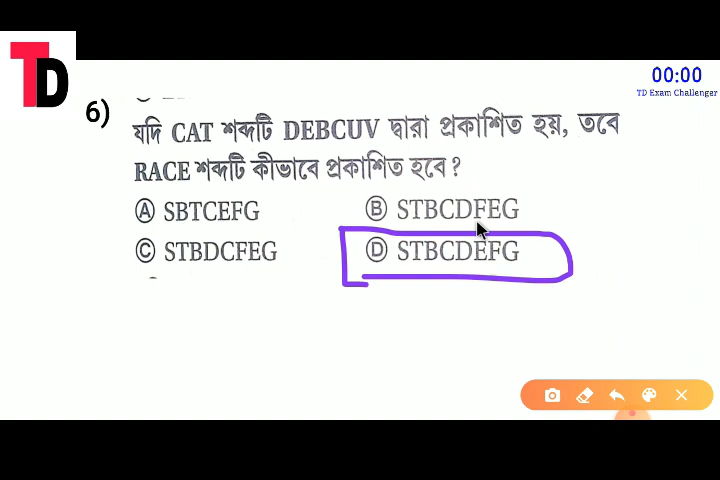 TD
00:00
TD Exam Challenger
6)
যদি CAT শব্দটি DEBCUV দ্বারা প্রকাশিত হয়, তবে
RACE শব্দটি কীভাবে প্রকাশিত হবে ?
Ⓐ SBTCEFG
Ⓑ STBCDFEG
Ⓒ STBDCFEG
Ⓓ STBCDEFG